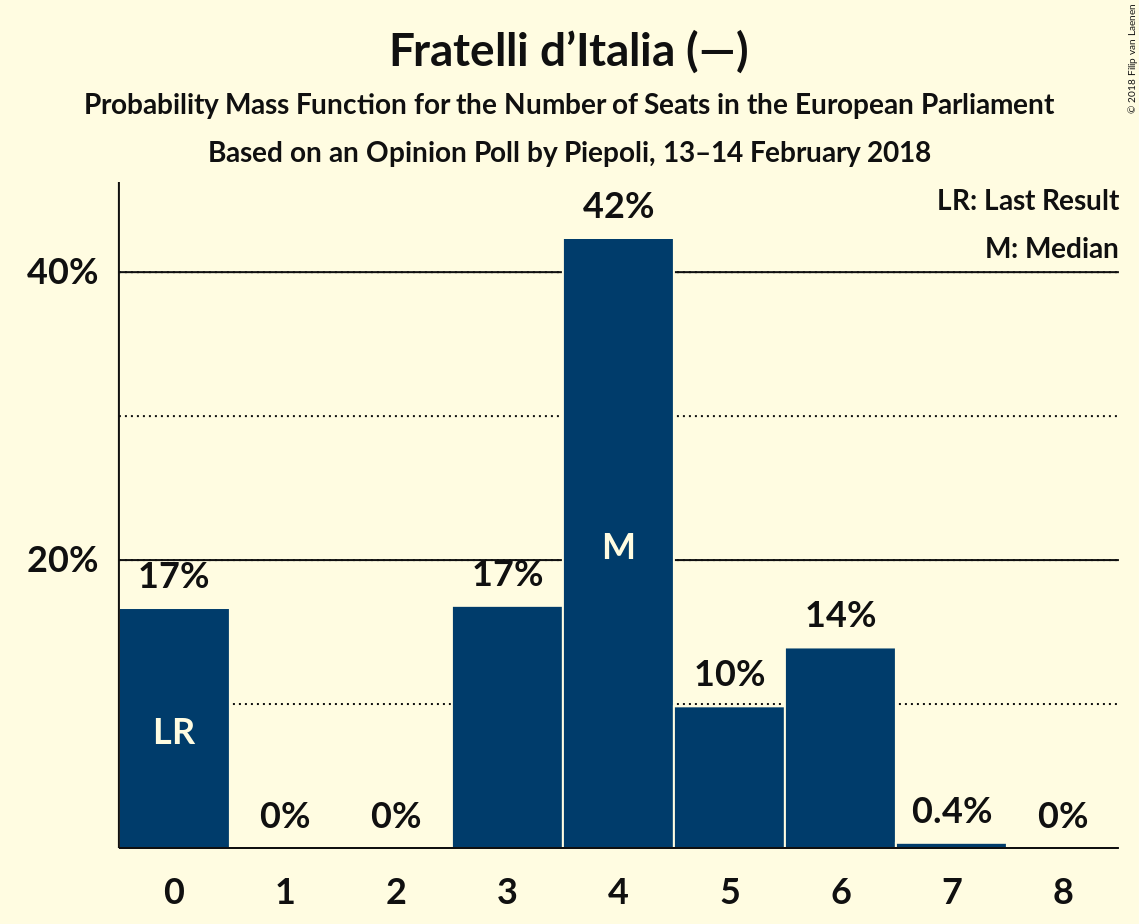 Fratelli d’Italia (—)
Probability Mass Function for the Number of Seats in the European Parliament
Based on an Opinion Poll by Piepoli, 13–14 February 2018
© 2018 Filip van Laenen
LR: Last Result
M: Median
42%
40%
M
20%
17%
17%
14%
10%
LR
0%
0%
0.4%
0%
0 1 2 3 4 5 6 7 8